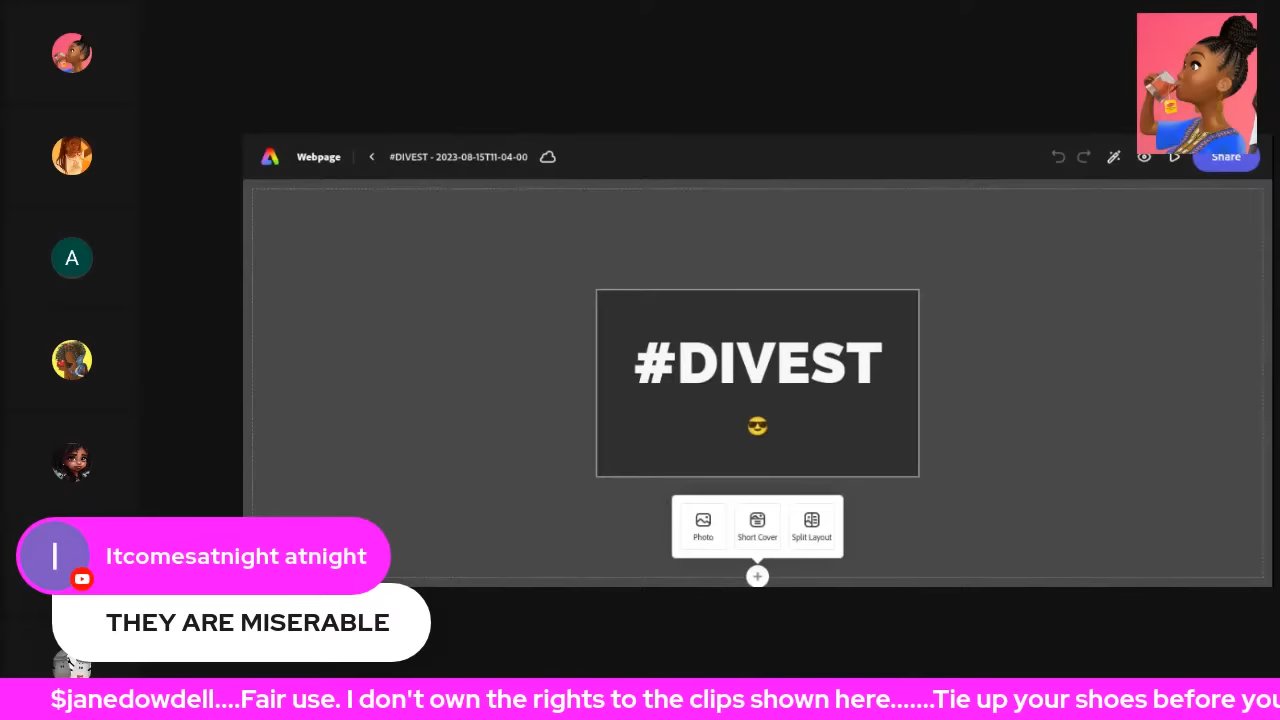 Webpage
#DIVEST - 2023-08-15T11-04-00
Share
A
#DIVEST
😎
Photo
Short Cover
Split Layout
I
Itcomesatnight atnight
THEY ARE MISERABLE
$janedowdell....Fair use. I don't own the rights to the clips shown here.......Tie up your shoes before you